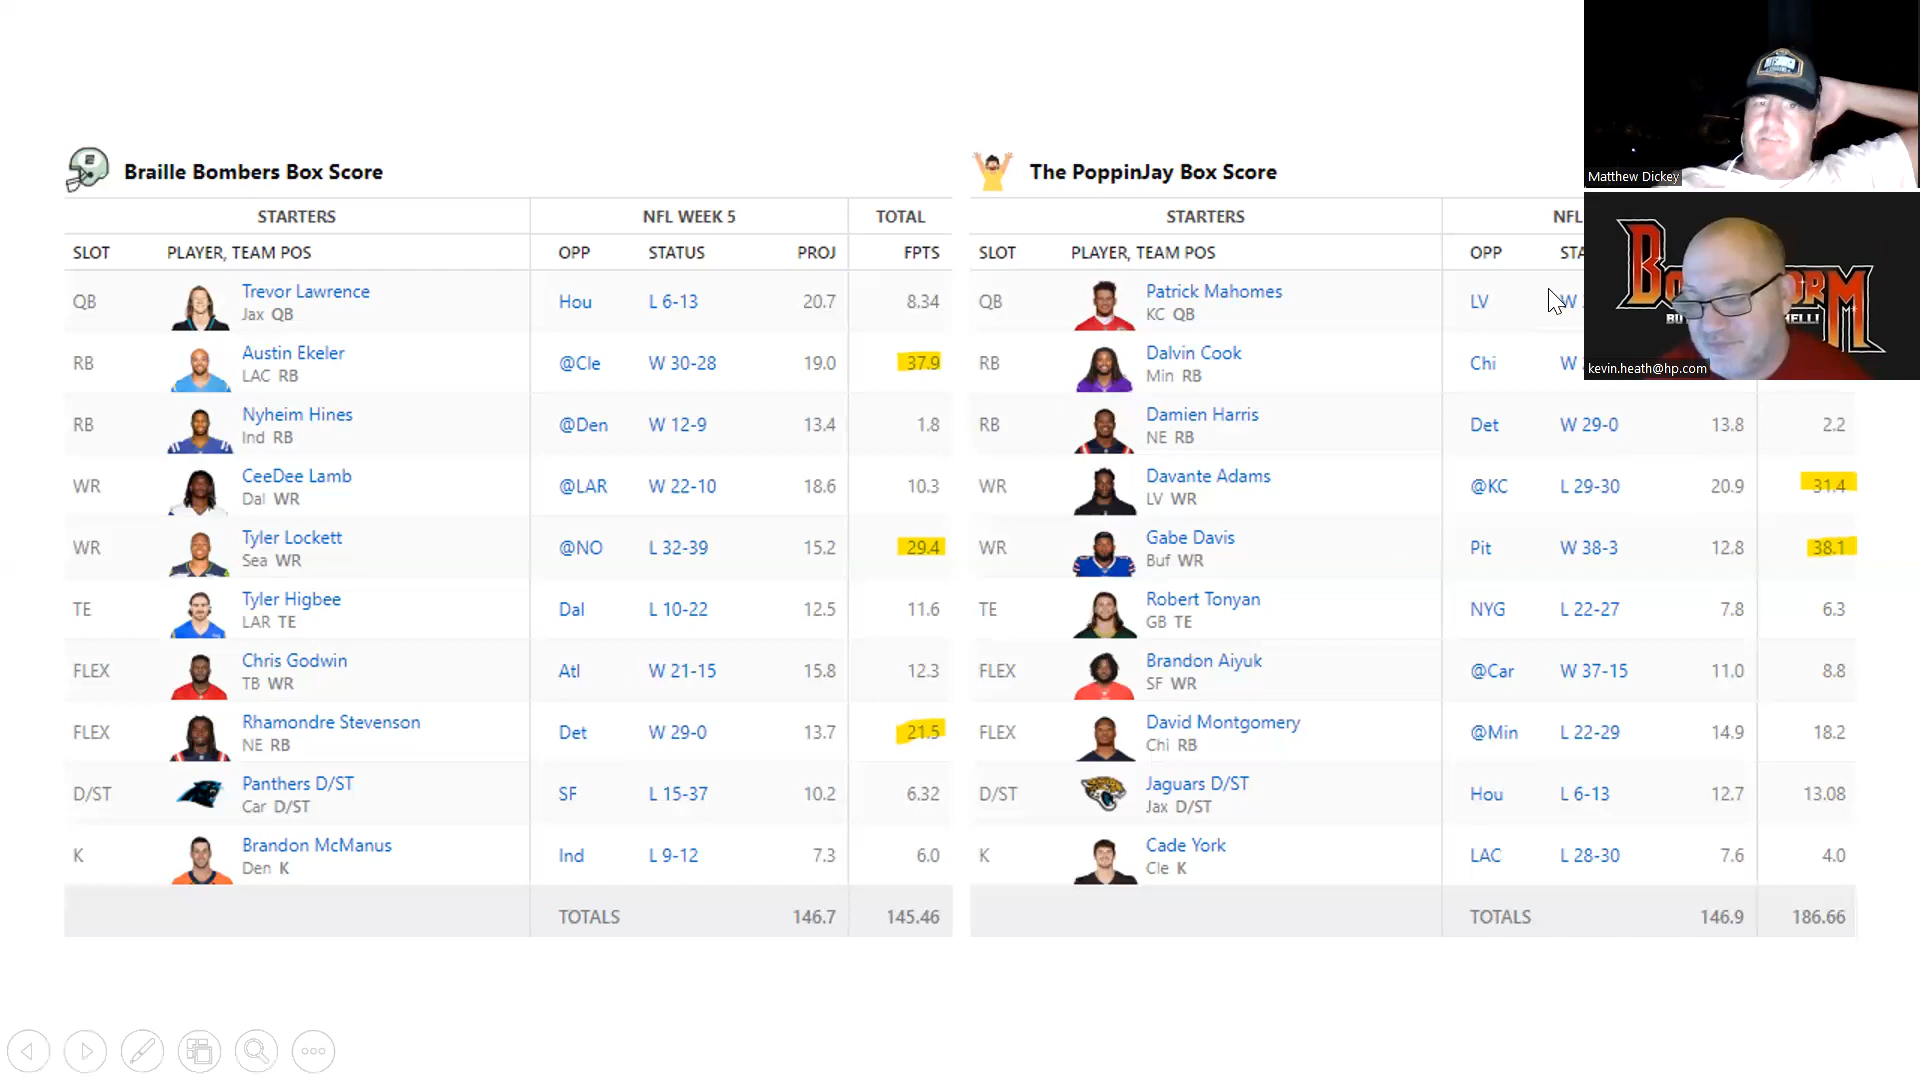 Braille Bombers Box Score
STARTERS NFL WEEK 5 TOTAL
SLOT PLAYER, TEAM POS OPP STATUS PROJ FPTS
QB Trevor Lawrence Hou L 6-13 20.7 8.34
Jax QB
RB Austin Ekeler @Cle W 30-28 19.0 37.9
LAC RB
RB Nyheim Hines @Den W 12-9 13.4 1.8
Ind RB
WR CeeDee Lamb @LAR W 22-10 18.6 10.3
Dal WR
WR Tyler Lockett @NO L 32-39 15.2 29.4
Sea WR
TE Tyler Higbee Dal L 10-22 12.5 11.6
LAR TE
FLEX Chris Godwin Atl W 21-15 15.8 12.3
TB WR
FLEX Rhamondre Stevenson Det W 29-0 13.7 21.5
NE RB
D/ST Panthers D/ST SF L 15-37 10.2 6.32
Car D/ST
K Brandon McManus Ind L 9-12 7.3 6.0
Den K
TOTALS 146.7 145.46
The PoppinJay Box Score
STARTERS NFL
SLOT PLAYER, TEAM POS OPP STA
QB Patrick Mahomes LV W
KC QB
RB Dalvin Cook Chi W
Min RB
RB Damien Harris Det W 29-0 13.8 2.2
NE RB
WR Davante Adams @KC L 29-30 20.9 31.4
LV WR
WR Gabe Davis Pit W 38-3 12.8 38.1
Buf WR
TE Robert Tonyan NYG L 22-27 7.8 6.3
GB TE
FLEX Brandon Aiyuk @Car W 37-15 11.0 8.8
SF WR
FLEX David Montgomery @Min L 22-29 14.9 18.2
Chi RB
D/ST Jaguars D/ST Hou L 6-13 12.7 13.08
Jax D/ST
K Cade York LAC L 28-30 7.6 4.0
Cle K
TOTALS 146.9 186.66
Matthew Dickey
kevin.heath@hp.com